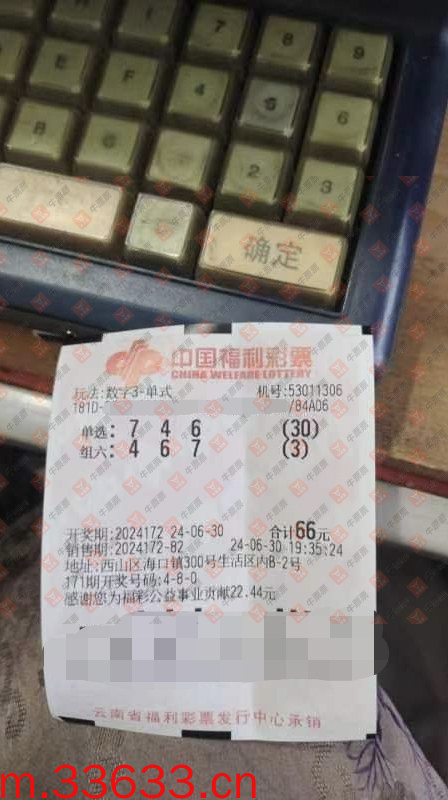 7
8
9
E
F
4
5
6
B
2
3
确定
中国福利彩票
CHINA WELFARE LOTTERY
玩法:数字3-单式 机号:53011306
181D- /84A06
单选: 7 4 6 (30)
组六: 4 6 7 (3)
开奖期:2024172 24-06-30 合计66元
销售期:2024172-82 24-06-30 19:35:24
地址:西山区海口镇300号生活区内B-2号
171期开奖号码:4-8-0
感谢您为福彩公益事业贡献22.44元
云南省福利彩票发行中心承销
m.33633.cn